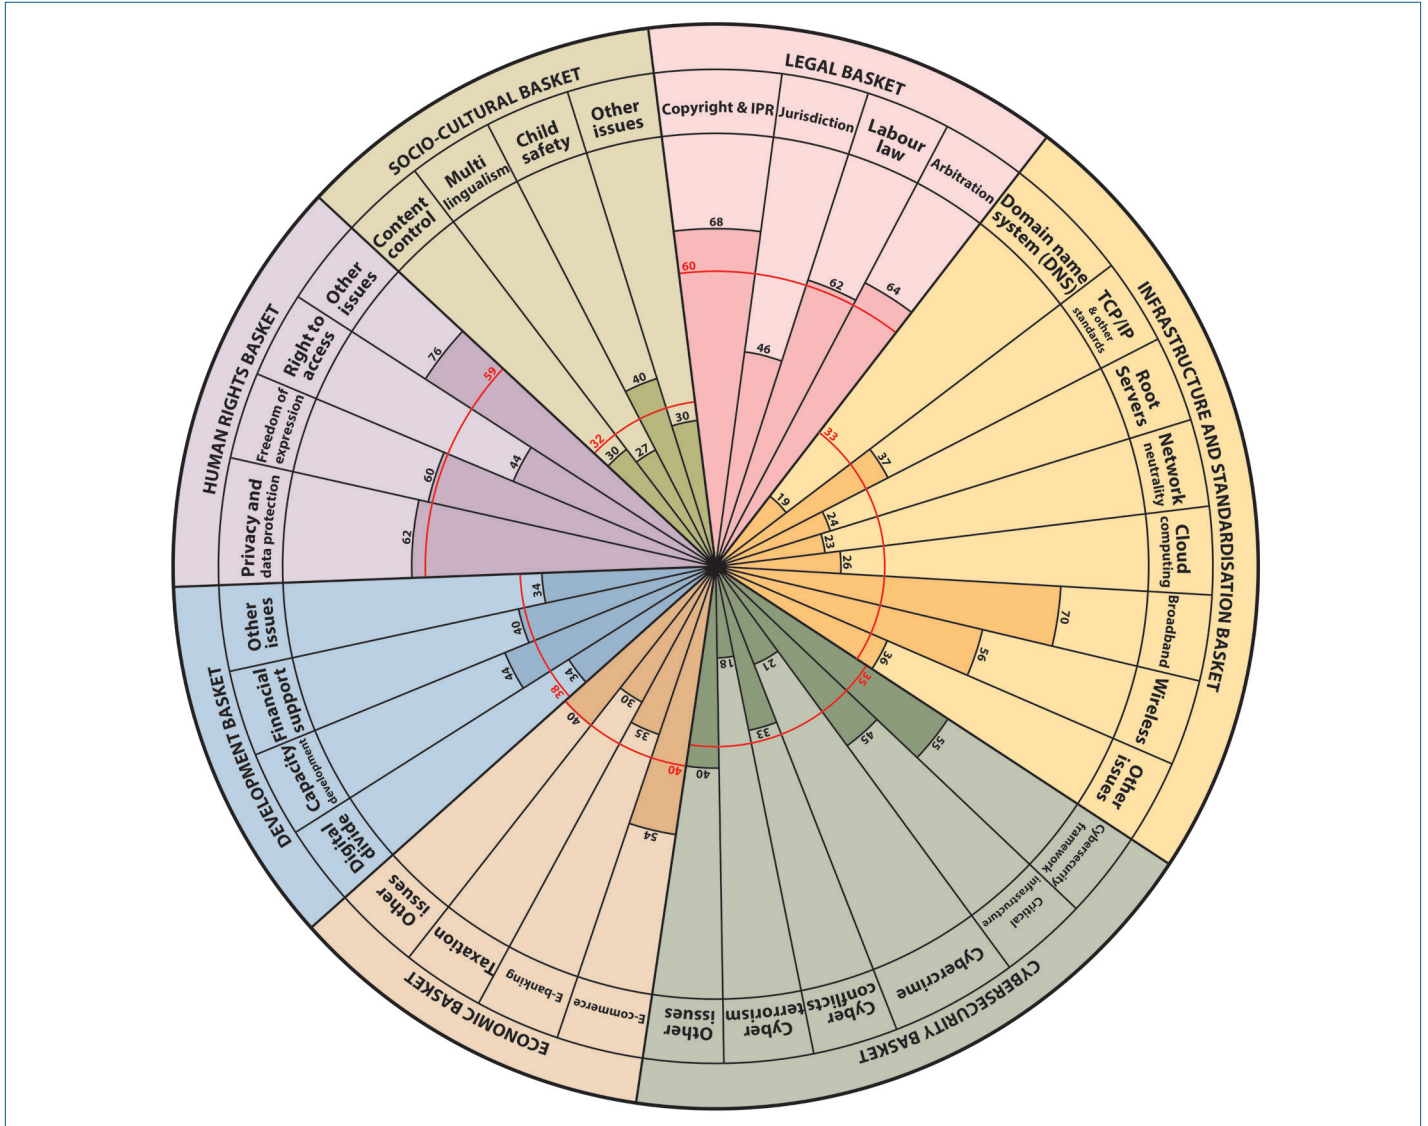 LEGAL BASKET
Copyright & IPR
Jurisdiction
Labour
law
Arbitration
68
60
46
62
64
INFRASTRUCTURE AND STANDARDISATION BASKET
Domain name
system (DNS)
TCP/IP
& other
standards
Root
Servers
Network
neutrality
Cloud
computing
Broadband
Wireless
Other
issues
33
19
37
24
23
26
70
56
36
CYBERSECURITY BASKET
Cybersecurity
framework
Critical
infrastructure
Cybercrime
Cyber
conflicts
Cyber
terrorism
Other
issues
35
55
45
21
33
18
40
ECONOMIC BASKET
E-commerce
E-banking
Taxation
Other
issues
40
54
35
30
40
DEVELOPMENT BASKET
Digital
divide
Capacity
development
Financial
support
Other
issues
38
34
44
40
34
HUMAN RIGHTS BASKET
Privacy and
data protection
Freedom of
expression
Right to
access
Other
issues
62
60
44
76
59
SOCIO-CULTURAL BASKET
Content
control
Multi
lingualism
Child
safety
Other
issues
32
30
27
40
30